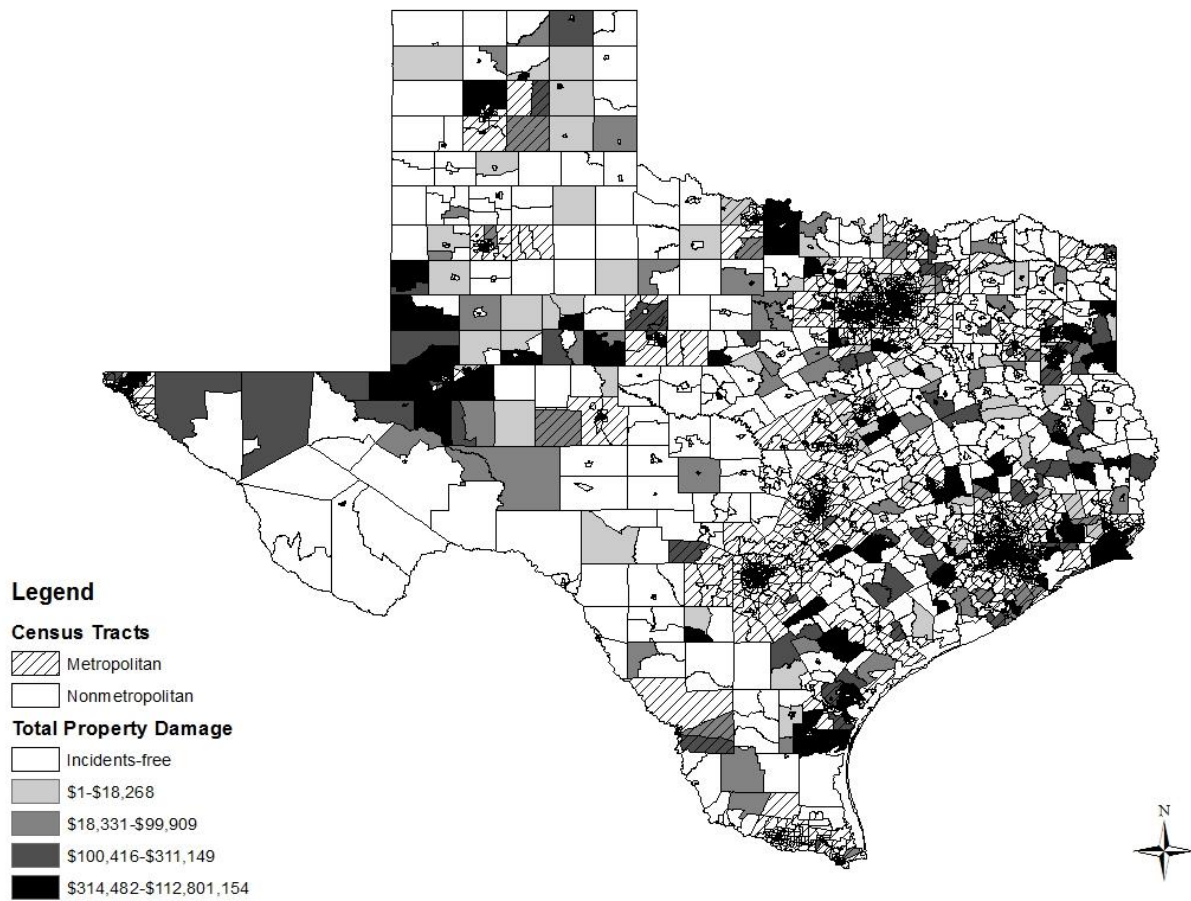 Legend
Census Tracts
Metropolitan
Nonmetropolitan
Total Property Damage
Incidents-free
$1-$18,268
$18,331-$99,909
$100,416-$311,149
$314,482-$112,801,154
N